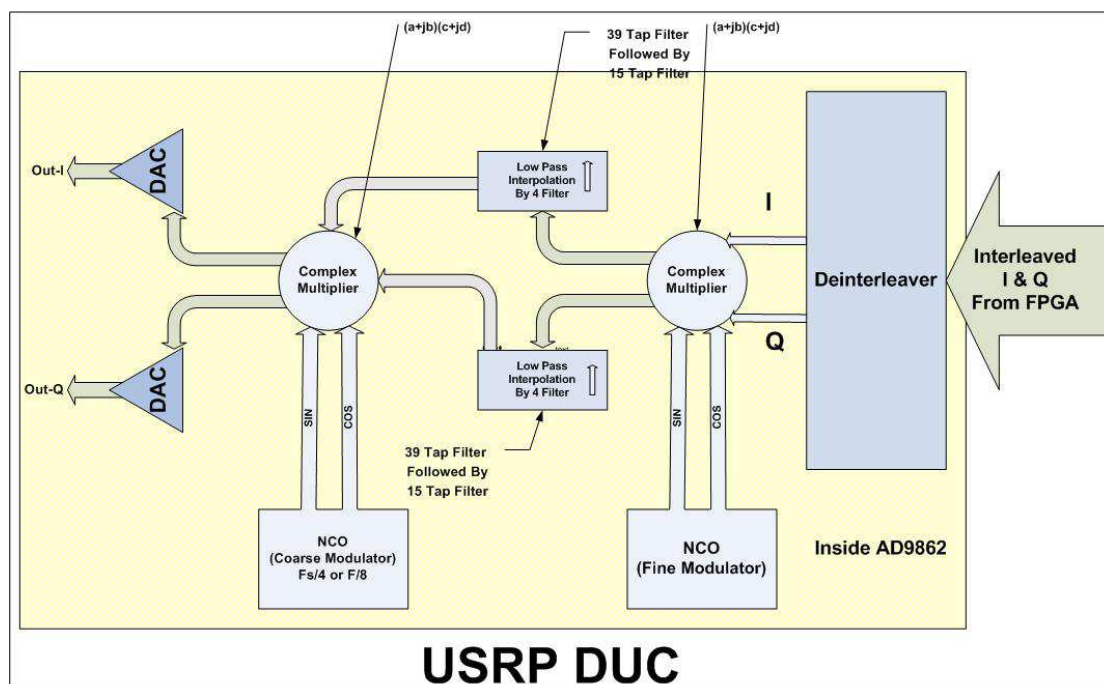 (a+jb)(c+jd)
39 Tap Filter
Followed By
15 Tap Filter
(a+jb)(c+jd)
Out-I
DAC
Low Pass
Interpolation
By 4 Filter
I
Complex
Multiplier
Complex
Multiplier
Deinterleaver
Interleaved
I & Q
From FPGA
Q
Out-Q
DAC
Low Pass
Interpolation
By 4 Filter
SIN
COS
SIN
COS
39 Tap Filter
Followed By
15 Tap Filter
NCO
(Coarse Modulator)
Fs/4 or F/8
NCO
(Fine Modulator)
Inside AD9862
USRP DUC